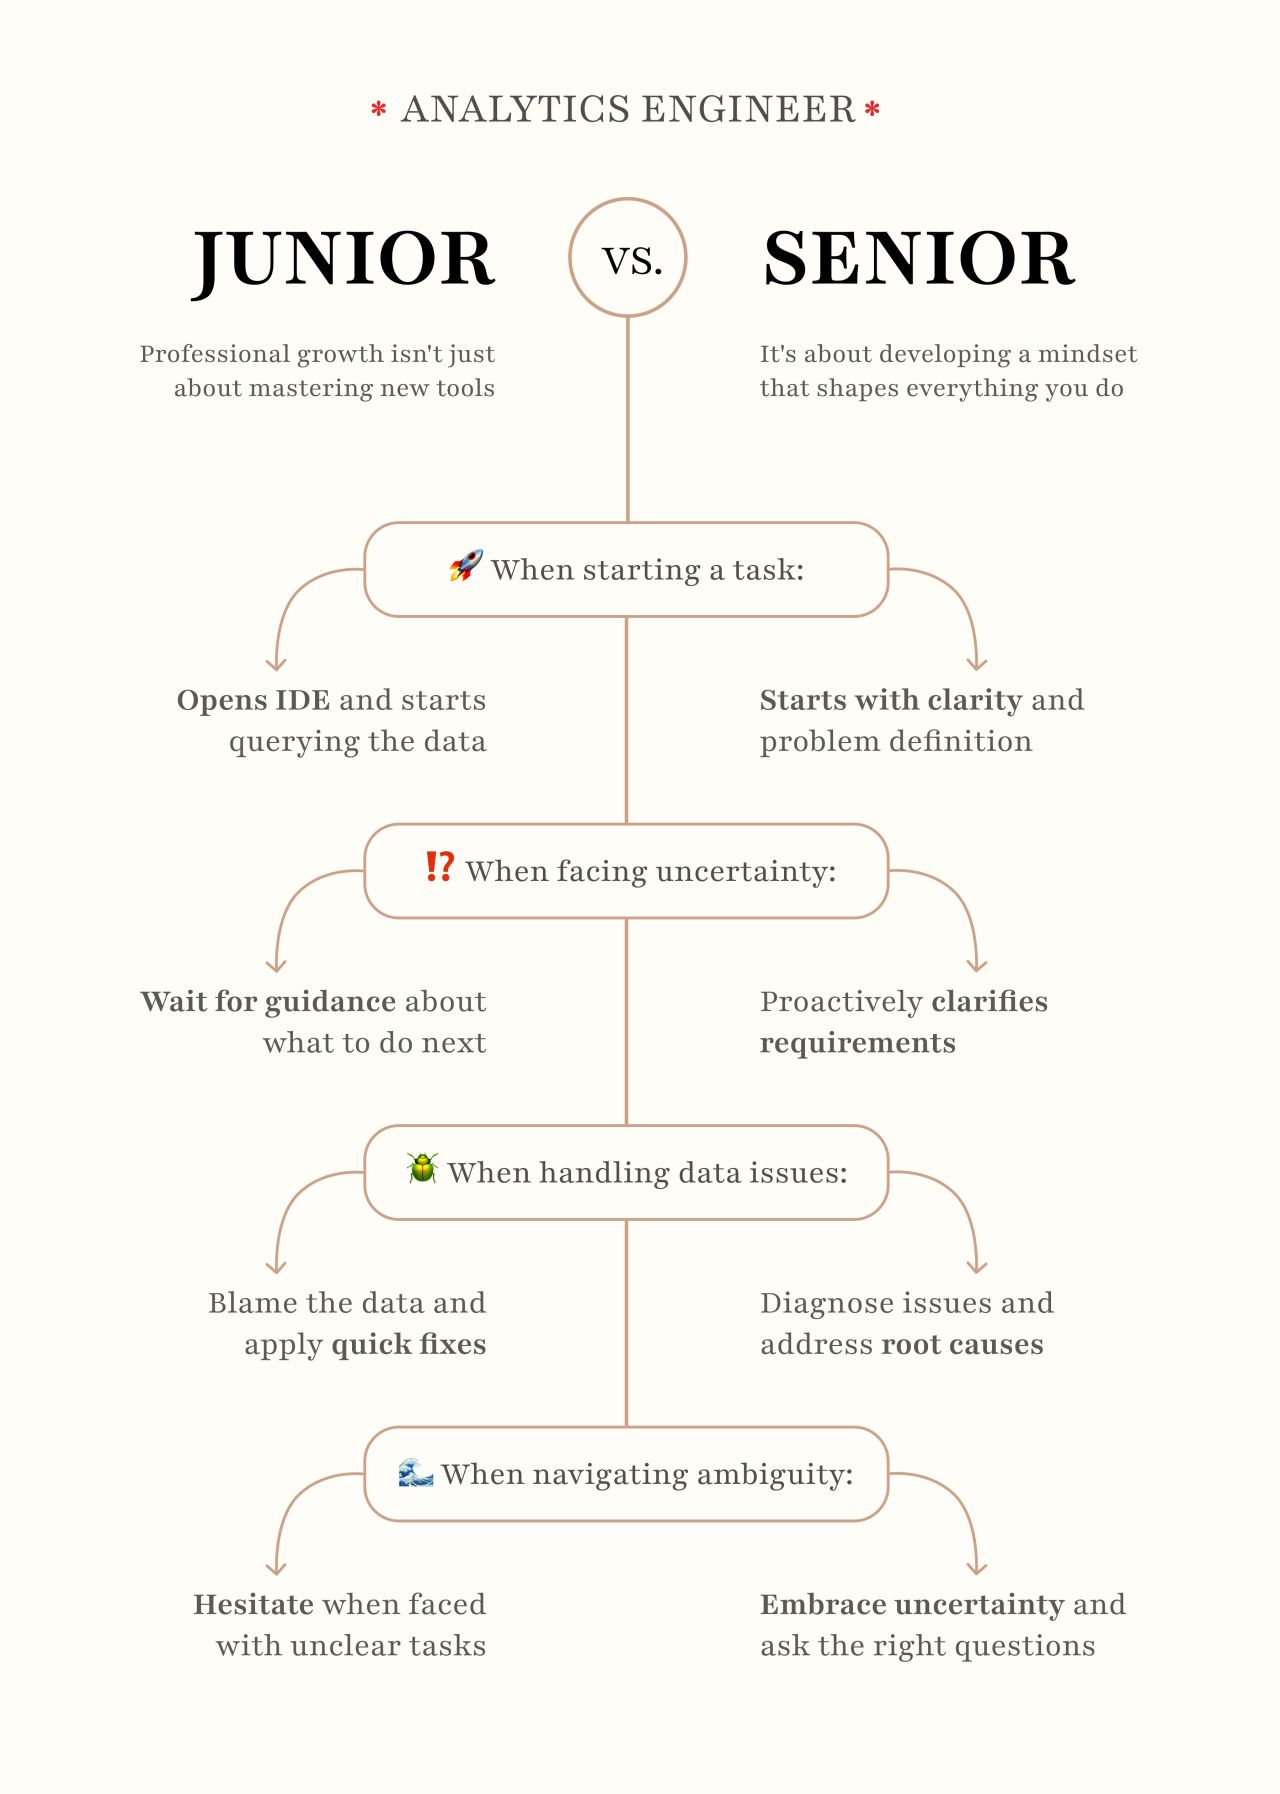 * ANALYTICS ENGINEER *
JUNIOR
vs.
SENIOR
Professional growth isn't just
about mastering new tools
It's about developing a mindset
that shapes everything you do
🚀 When starting a task:
Opens IDE and starts
querying the data
Starts with clarity and
problem definition
⁉️ When facing uncertainty:
Wait for guidance about
what to do next
Proactively clarifies
requirements
🪲 When handling data issues:
Blame the data and
apply quick fixes
Diagnose issues and
address root causes
🌊 When navigating ambiguity:
Hesitate when faced
with unclear tasks
Embrace uncertainty and
ask the right questions